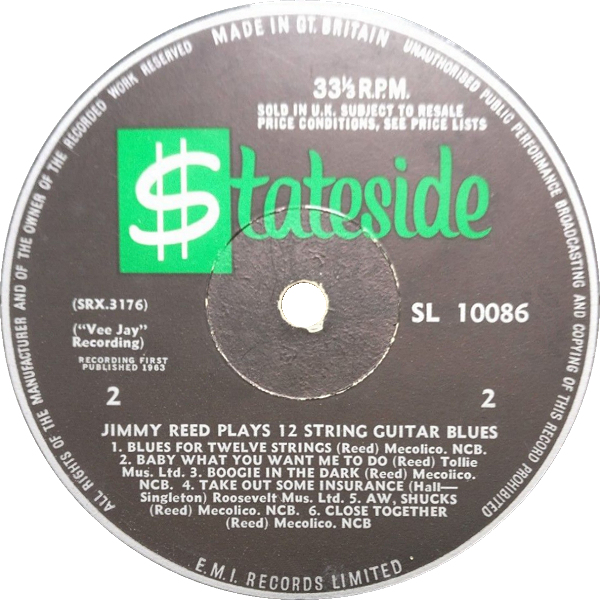 MADE IN GT. BRITAIN
UNAUTHORISED PUBLIC PERFORMANCE BROADCASTING AND COPYING OF THIS RECORD PROHIBITED
ALL RIGHTS OF THE MANUFACTURER AND OF THE OWNER OF THE RECORDED WORK RESERVED
33⅓ R.P.M.
SOLD IN U.K. SUBJECT TO RESALE
PRICE CONDITIONS, SEE PRICE LISTS
$tateside
(SRX.3176)
SL 10086
("Vee Jay"
Recording)
RECORDING FIRST
PUBLISHED 1963
2 2
JIMMY REED PLAYS 12 STRING GUITAR BLUES
1. BLUES FOR TWELVE STRINGS (Reed) Mecolico. NCB.
2. BABY WHAT YOU WANT ME TO DO (Reed) Tollie
Mus. Ltd. 3. BOOGIE IN THE DARK (Reed) Mecolico.
NCB. 4. TAKE OUT SOME INSURANCE (Hall—
Singleton) Roosevelt Mus. Ltd. 5. AW, SHUCKS
(Reed) Mecolico. NCB. 6. CLOSE TOGETHER
(Reed) Mecolico. NCB
E.M.I. RECORDS LIMITED